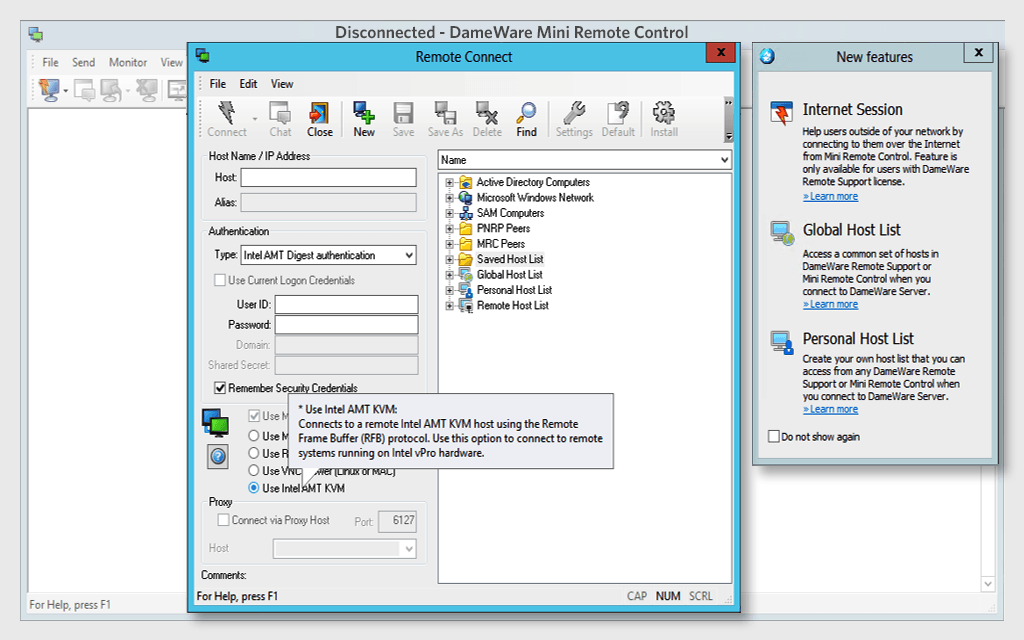 Disconnected - DameWare Mini Remote Control
File Send Monitor View
For Help, press F1
Remote Connect
x
File Edit View
Connect Chat Close New Save Save As Delete Find Settings Default Install
Host Name / IP Address
Host:
Alias:
Authentication
Type: Intel AMT Digest authentication
Use Current Logon Credentials
User ID:
Password:
Domain:
Shared Secret:
Remember Security Credentials
Use
Use
Use
Use VNC
(Linux or MAC)
Use Intel AMT KVM
* Use Intel AMT KVM:
Connects to a remote Intel AMT KVM host using the Remote
Frame Buffer (RFB) protocol. Use this option to connect to remote
systems running on Intel vPro hardware.
Proxy
Connect via Proxy Host Port: 6127
Host
Comments:
For Help, press F1
CAP NUM SCRL
Name
Active Directory Computers
Microsoft Windows Network
SAM Computers
PNRP Peers
MRC Peers
Saved Host List
Global Host List
Personal Host List
Remote Host List
New features
x
Internet Session
Help users outside of your network by
connecting to them over the Internet
from Mini Remote Control. Feature is
only available for users with DameWare
Remote Support license.
» Learn more
Global Host List
Access a common set of hosts in
DameWare Remote Support or
Mini Remote Control when you
connect to DameWare Server.
» Learn more
Personal Host List
Create your own host list that you can
access from any DameWare Remote
Support or Mini Remote Control when
you connect to DameWare Server.
» Learn more
Do not show again